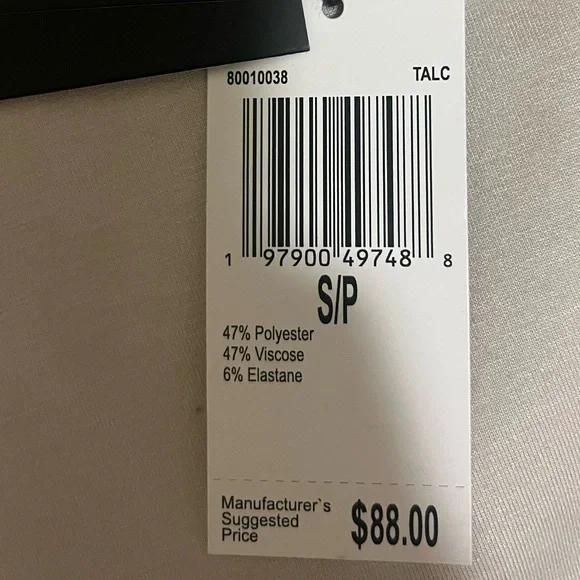 80010038 TALC
1 97900 49748 8
S/P
47% Polyester
47% Viscose
6% Elastane
Manufacturer`s
Suggested
Price
$88.00